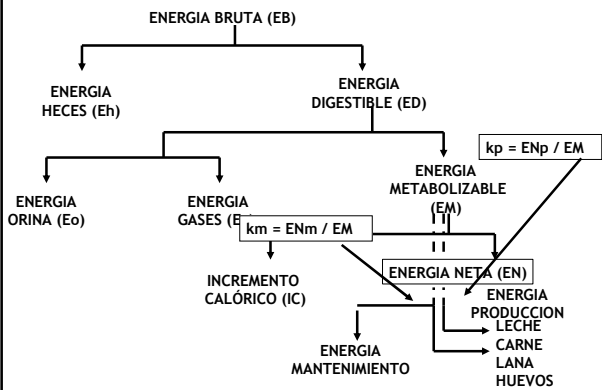 ENERGIA BRUTA (EB)
ENERGIA
HECES (Eh)
ENERGIA
DIGESTIBLE (ED)
kp = ENp / EM
ENERGIA
ORINA (Eo)
ENERGIA
GASES
ENERGIA
METABOLIZABLE
(EM)
km = ENm / EM
INCREMENTO
CALÓRICO (IC)
ENERGIA NETA (EN)
ENERGIA
PRODUCCION
LECHE
CARNE
LANA
HUEVOS
ENERGIA
MANTENIMIENTO